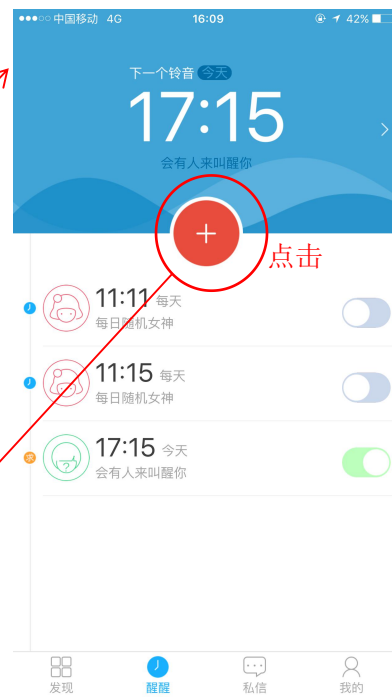 中国移动 4G 16:09 42%
下一个铃音 今天
17:15
会有人来叫醒你
+
点击
11:11 每天
每日随机女神
11:15 每天
每日随机女神
求
17:15 今天
?
会有人来叫醒你
发现 醒醒 私信 我的